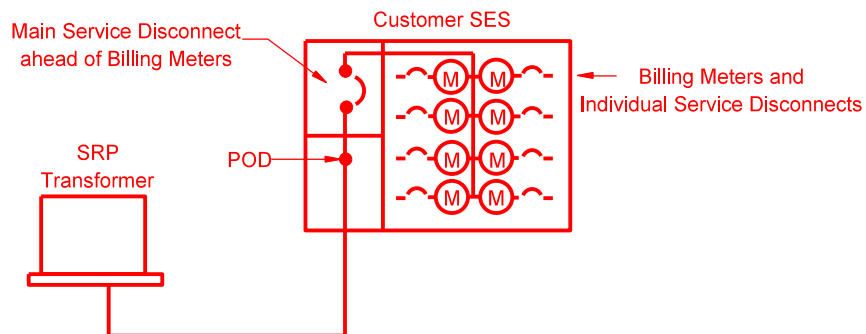 Customer SES
Main Service Disconnect
ahead of Billing Meters
Billing Meters and
Individual Service Disconnects
M M
M M
M M
M M
SRP
Transformer
POD